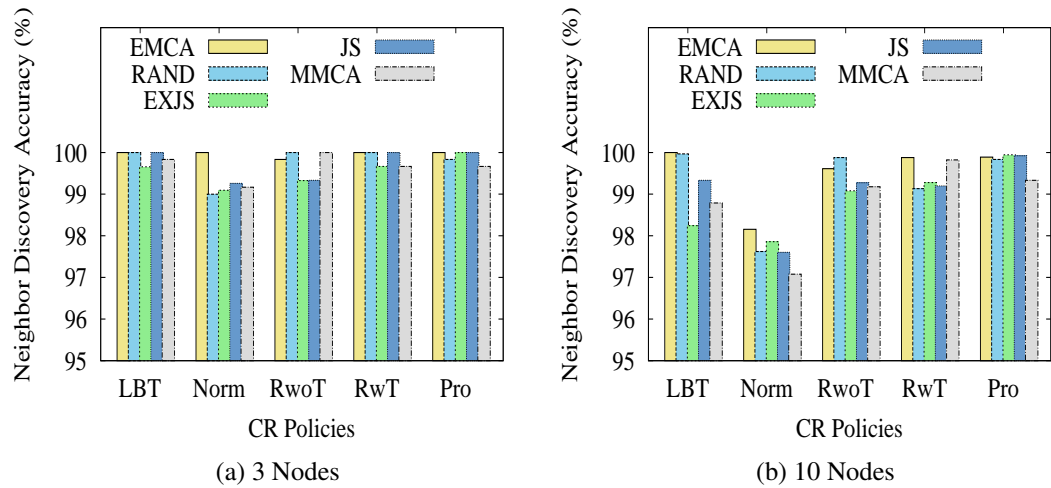 Neighbor Discovery Accuracy (%)
EMCA
RAND
EXJS
JS
MMCA
100
99
98
97
96
95
LBT Norm RwoT RwT Pro
CR Policies
(a) 3 Nodes
Neighbor Discovery Accuracy (%)
EMCA
RAND
EXJS
JS
MMCA
100
99
98
97
96
95
LBT Norm RwoT RwT Pro
CR Policies
(b) 10 Nodes